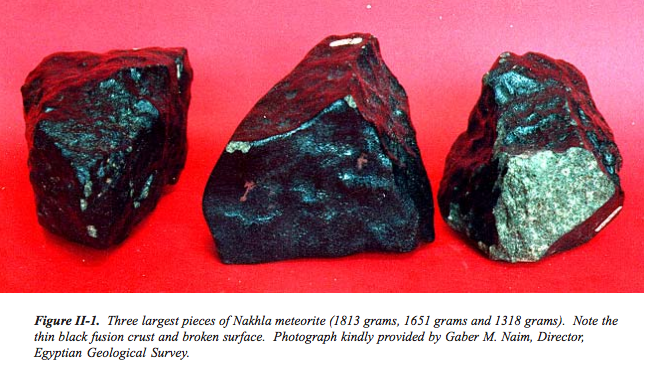 Figure II-1. Three largest pieces of Nakhla meteorite (1813 grams, 1651 grams and 1318 grams). Note the
thin black fusion crust and broken surface. Photograph kindly provided by Gaber M. Naim, Director,
Egyptian Geological Survey.